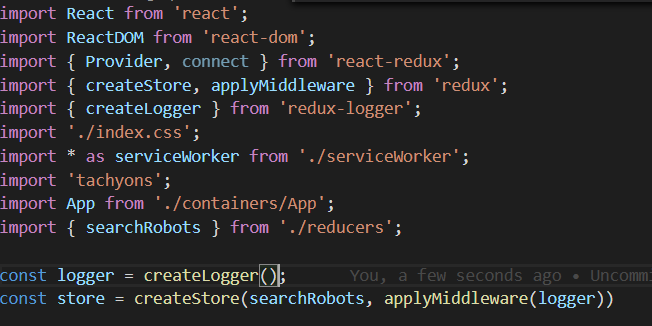 import React from 'react';
import ReactDOM from 'react-dom';
import { Provider, connect } from 'react-redux';
import { createStore, applyMiddleware } from 'redux';
import { createLogger } from 'redux-logger';
import './index.css';
import * as serviceWorker from './serviceWorker';
import 'tachyons';
import App from './containers/App';
import { searchRobots } from './reducers';
const logger = createLogger(); You, a few seconds ago • Uncommi
const store = createStore(searchRobots, applyMiddleware(logger))